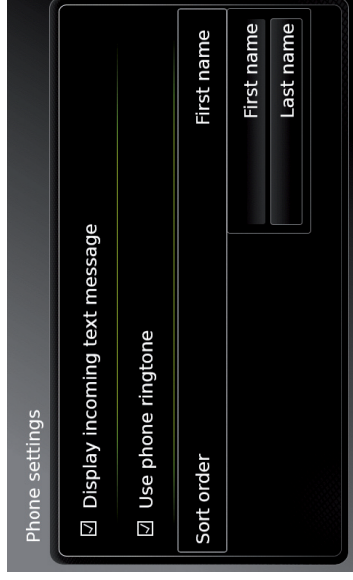 Phone settings
Display incoming text message
Use phone ringtone
Sort order First name
First name
Last name